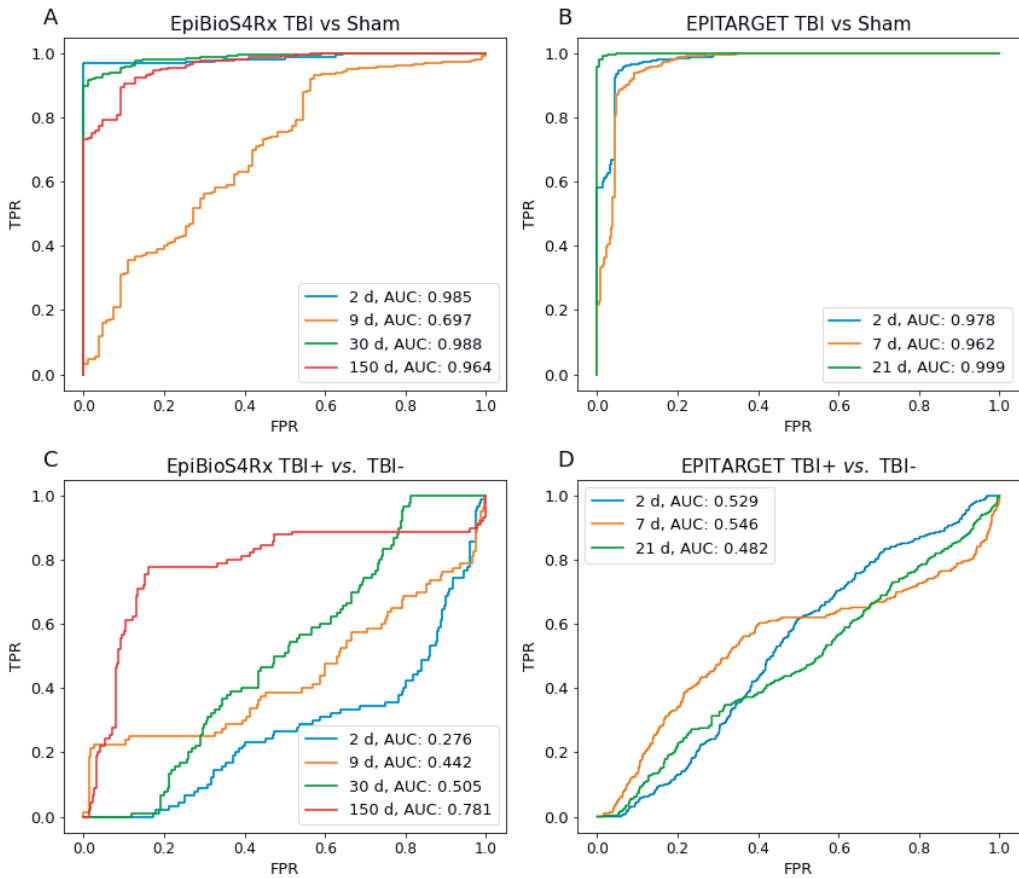 A
EpiBioS4Rx TBI vs Sham
1.0
0.8
0.6
0.4
0.2
0.0
TPR
0.0 0.2 0.4 0.6 0.8 1.0
FPR
2 d, AUC: 0.985
9 d, AUC: 0.697
30 d, AUC: 0.988
150 d, AUC: 0.964
B
EPITARGET TBI vs Sham
1.0
0.8
0.6
0.4
0.2
0.0
TPR
0.0 0.2 0.4 0.6 0.8 1.0
FPR
2 d, AUC: 0.978
7 d, AUC: 0.962
21 d, AUC: 0.999
C
EpiBioS4Rx TBI+ vs. TBI-
1.0
0.8
0.6
0.4
0.2
0.0
TPR
0.0 0.2 0.4 0.6 0.8 1.0
FPR
2 d, AUC: 0.276
9 d, AUC: 0.442
30 d, AUC: 0.505
150 d, AUC: 0.781
D
EPITARGET TBI+ vs. TBI-
1.0
0.8
0.6
0.4
0.2
0.0
TPR
0.0 0.2 0.4 0.6 0.8 1.0
FPR
2 d, AUC: 0.529
7 d, AUC: 0.546
21 d, AUC: 0.482